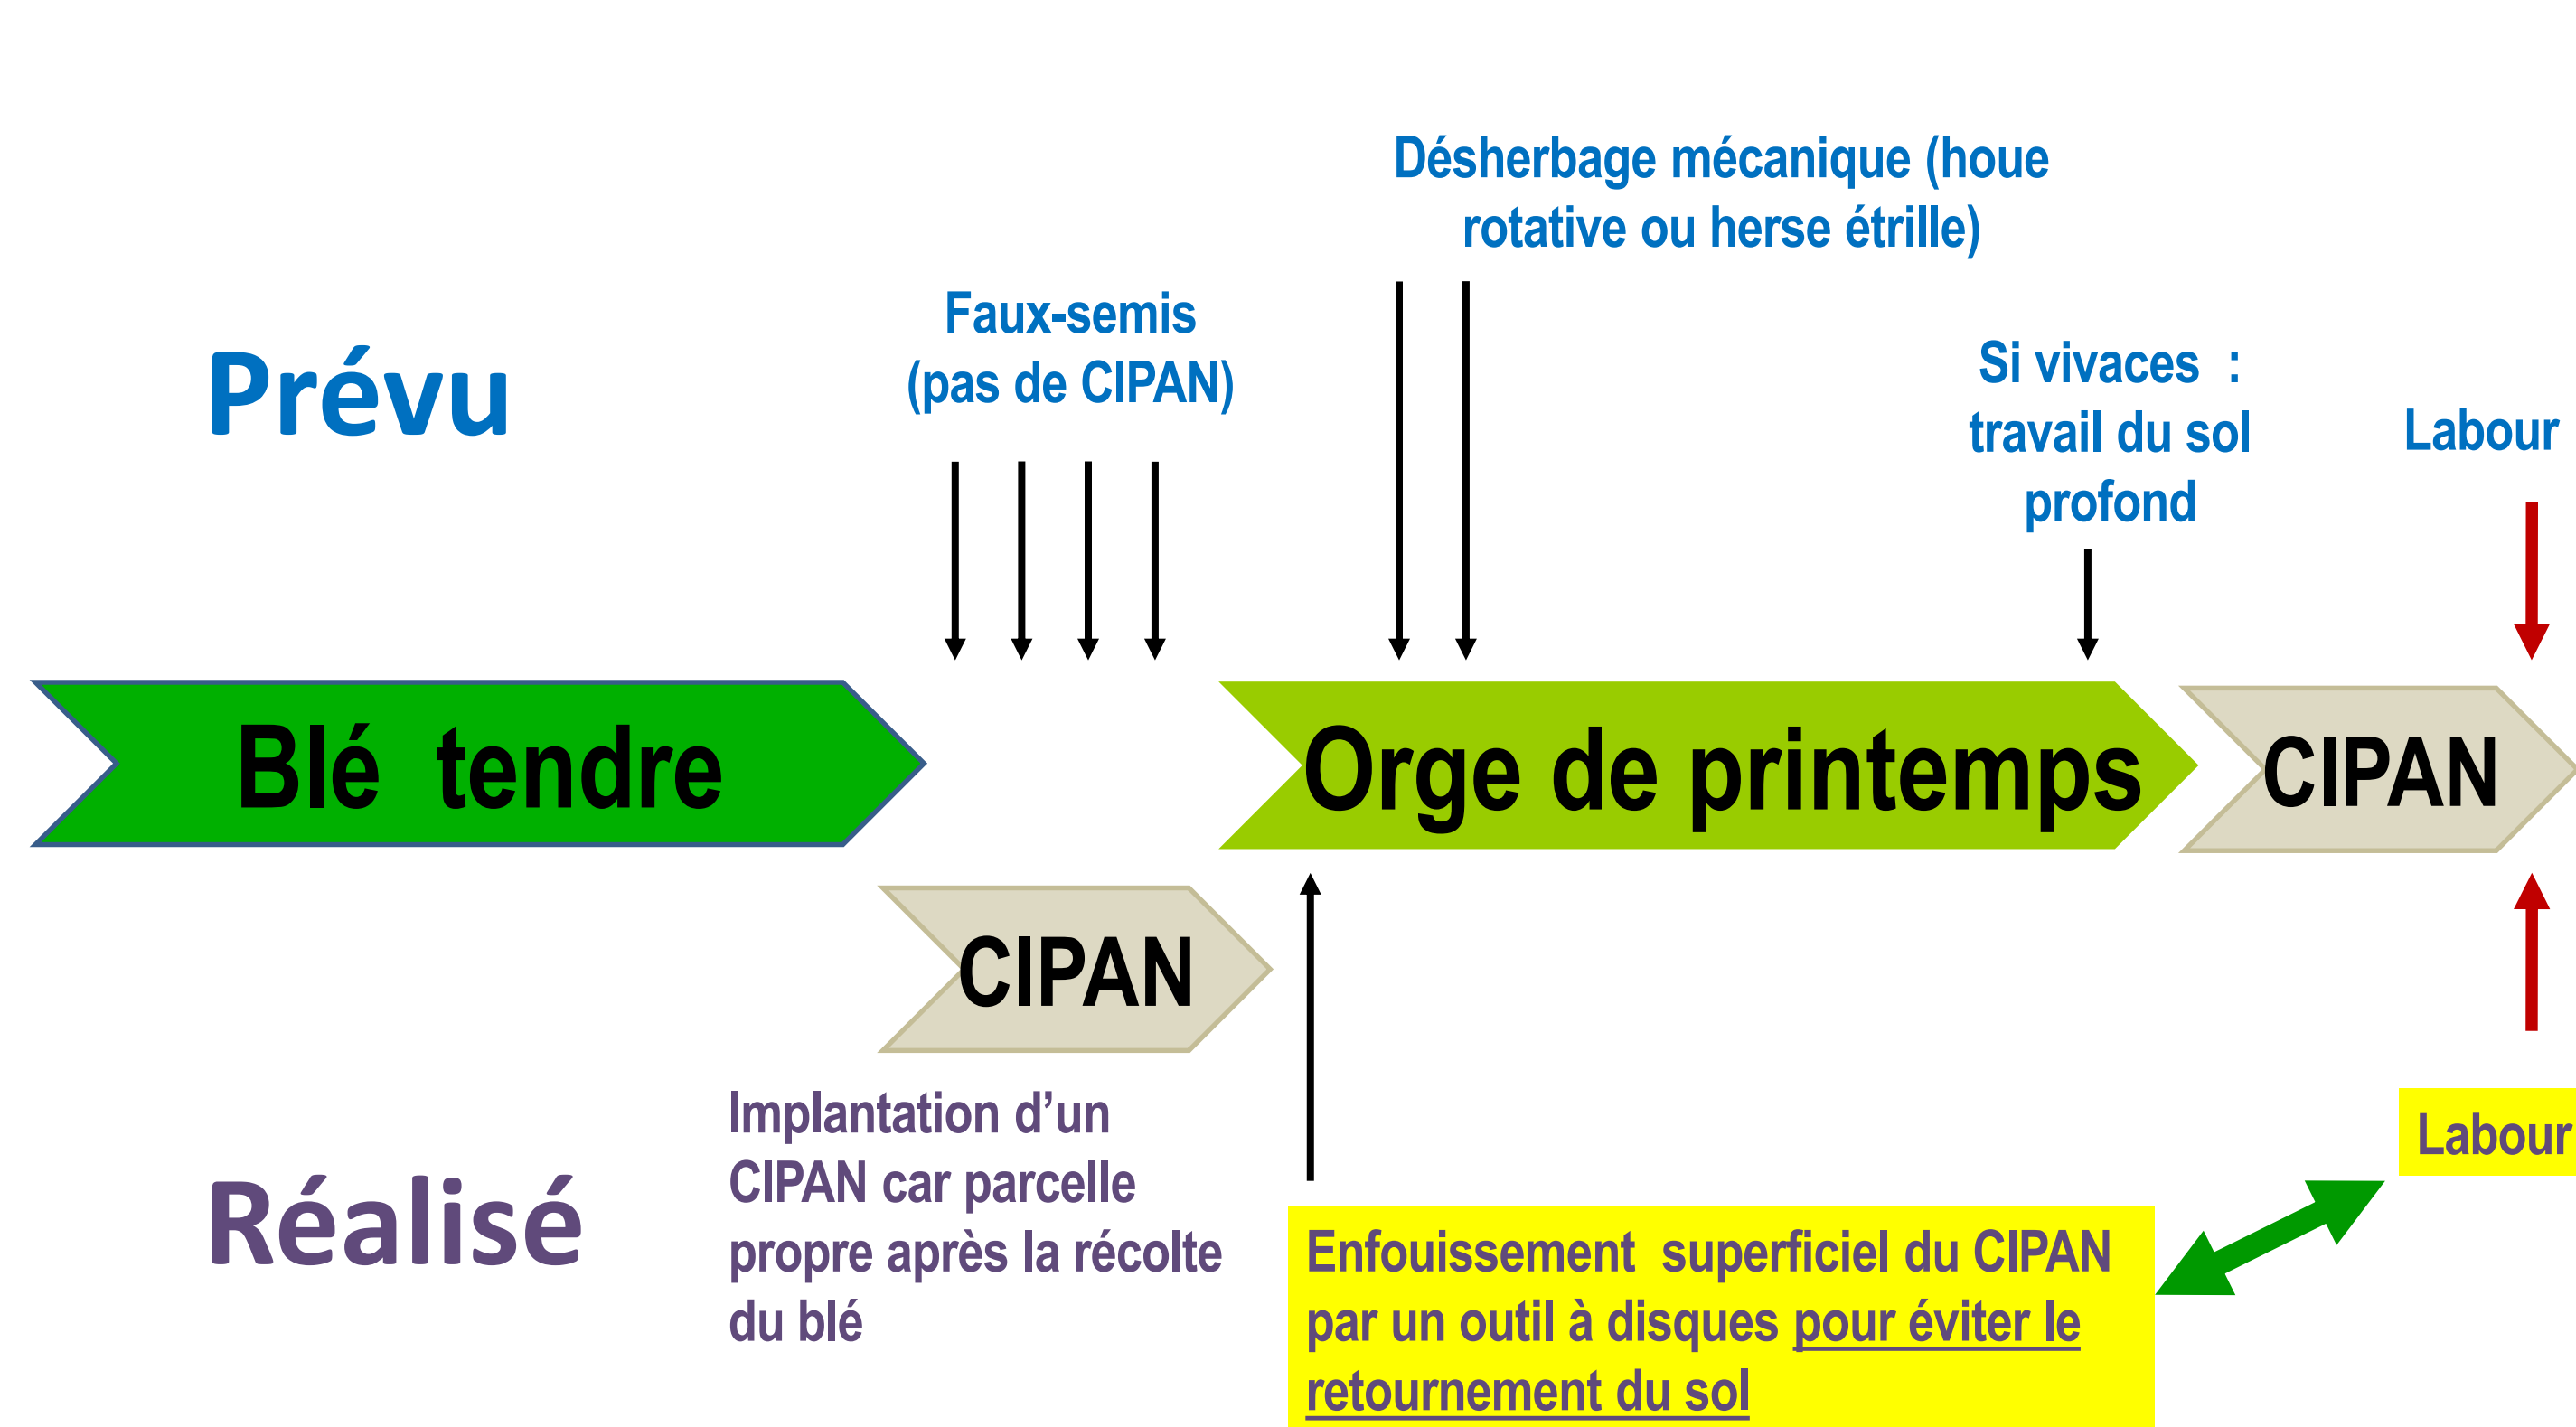 Désherbage mécanique (houe
rotative ou herse étrille)
Faux-semis
(pas de CIPAN)
Prévu
Si vivaces :
travail du sol
profond
Labour
Blé tendre
Orge de printemps
CIPAN
CIPAN
Implantation d’un
CIPAN car parcelle
propre après la récolte
du blé
Réalisé
Labour
Enfouissement superficiel du CIPAN
par un outil à disques pour éviter le
retournement du sol